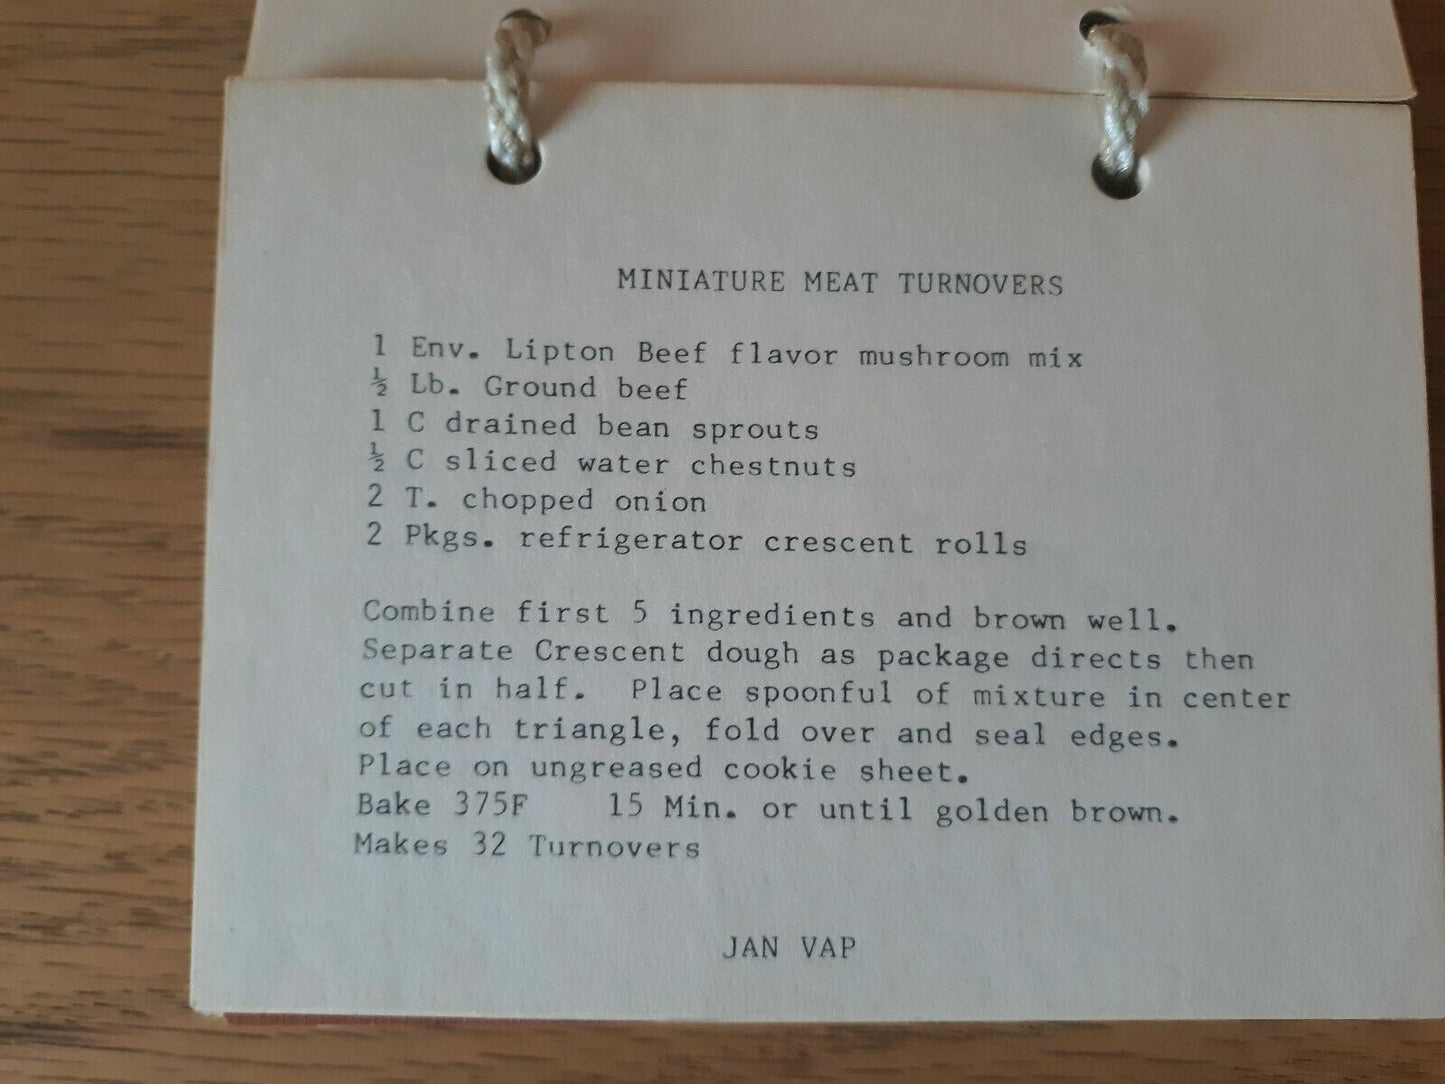 MINIATURE MEAT TURNOVERS
1 Env. Lipton Beef flavor mushroom mix
½ Lb. Ground beef
1 C drained bean sprouts
½ C sliced water chestnuts
2 T. chopped onion
2 Pkgs. refrigerator crescent rolls
Combine first 5 ingredients and brown well.
Separate Crescent dough as package directs then
cut in half. Place spoonful of mixture in center
of each triangle, fold over and seal edges.
Place on ungreased cookie sheet.
Bake 375F 15 Min. or until golden brown.
Makes 32 Turnovers
JAN VAP